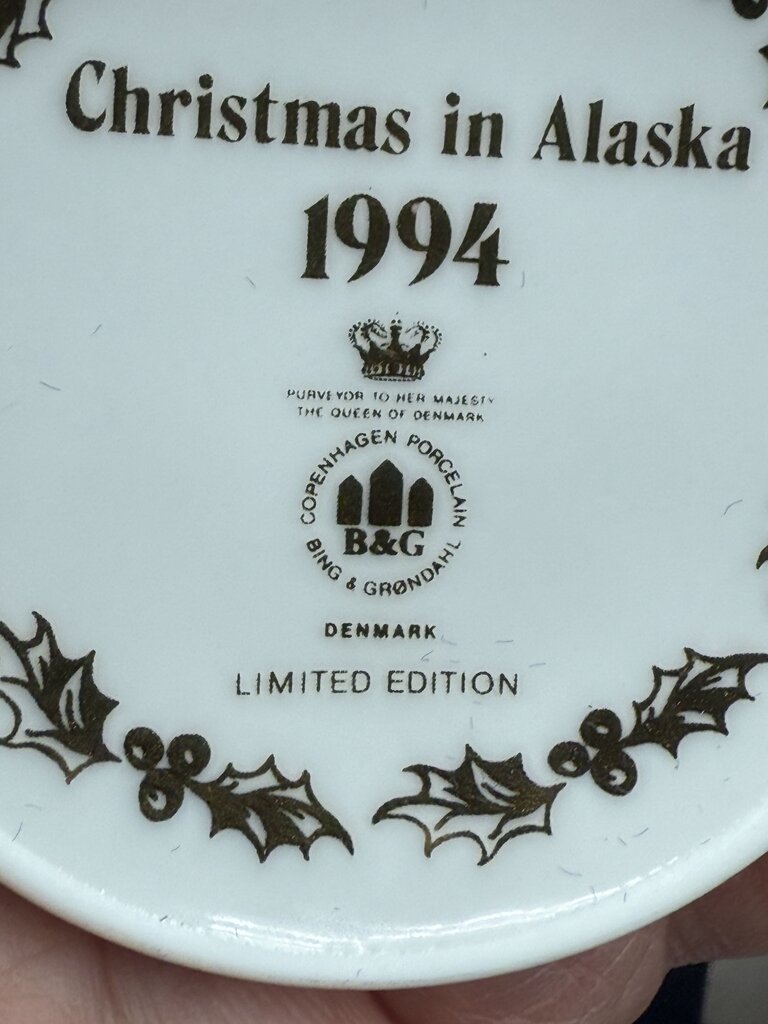 Christmas in Alaska
1994
PURVEYOR TO HER MAJESTY
THE QUEEN OF DENMARK
COPENHAGEN PORCELAIN
B&G
BING & GRØNDAHL
DENMARK
LIMITED EDITION